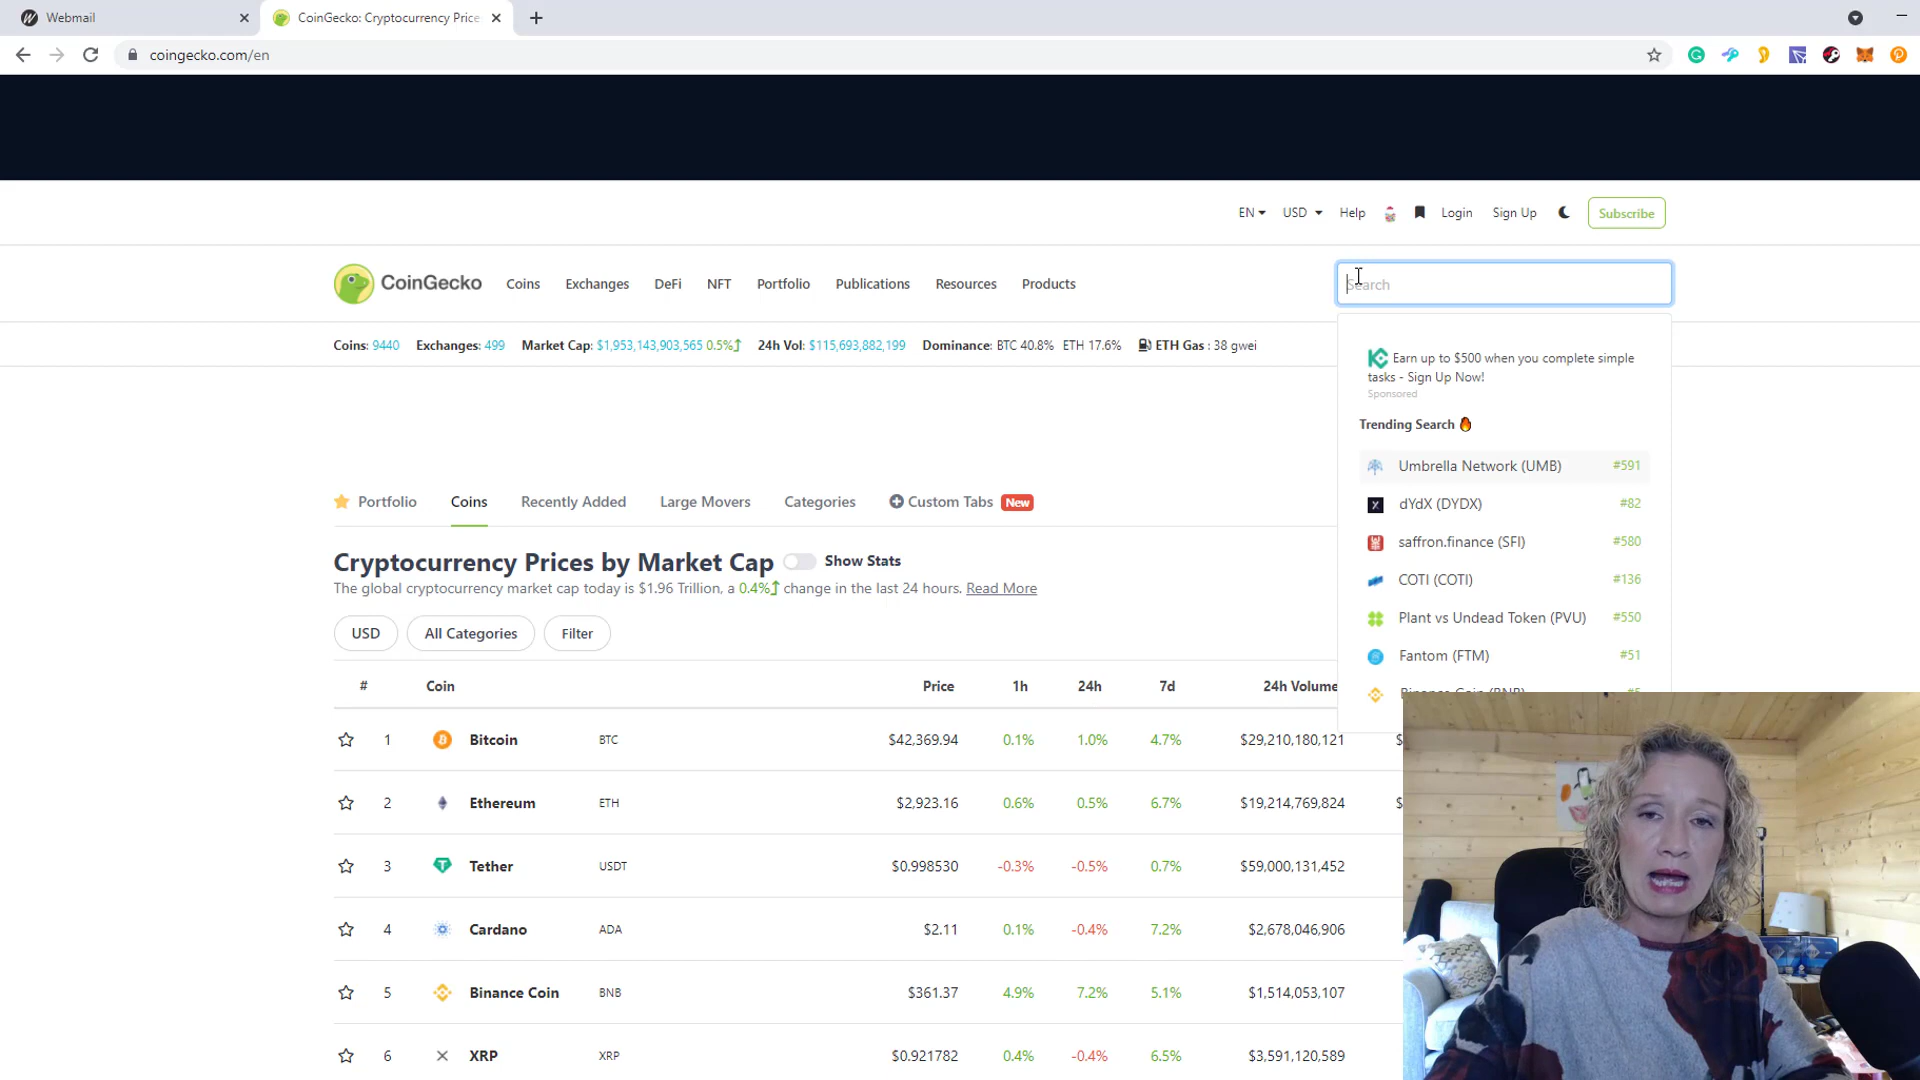 Webmail
CoinGecko: Cryptocurrency Price
coingecko.com/en
EN USD Help Login Sign Up Subscribe
CoinGecko Coins Exchanges DeFi NFT Portfolio Publications Resources Products
Search
Coins: 9440 Exchanges: 499 Market Cap: $1,953,143,903,565 0.5% 24h Vol: $115,693,882,199 Dominance: BTC 40.8% ETH 17.6% ETH Gas : 38 gwei
Earn up to $500 when you complete simple
tasks - Sign Up Now!
Sponsored
Trending Search
Umbrella Network (UMB) #591
dYdX (DYDX) #82
saffron.finance (SFI) #580
COTI (COTI) #136
Plant vs Undead Token (PVU) #550
Fantom (FTM) #51
Binance Coin (BNB) #5
Portfolio Coins Recently Added Large Movers Categories Custom Tabs New
Cryptocurrency Prices by Market Cap Show Stats
The global cryptocurrency market cap today is $1.96 Trillion, a 0.4% change in the last 24 hours. Read More
USD All Categories Filter
# Coin Price 1h 24h 7d 24h Volume
1 Bitcoin BTC $42,369.94 0.1% 1.0% 4.7% $29,210,180,121 $
2 Ethereum ETH $2,923.16 0.6% 0.5% 6.7% $19,214,769,824 $
3 Tether USDT $0.998530 -0.3% -0.5% 0.7% $59,000,131,452
4 Cardano ADA $2.11 0.1% -0.4% 7.2% $2,678,046,906
5 Binance Coin BNB $361.37 4.9% 7.2% 5.1% $1,514,053,107
6 XRP XRP $0.921782 0.4% -0.4% 6.5% $3,591,120,589